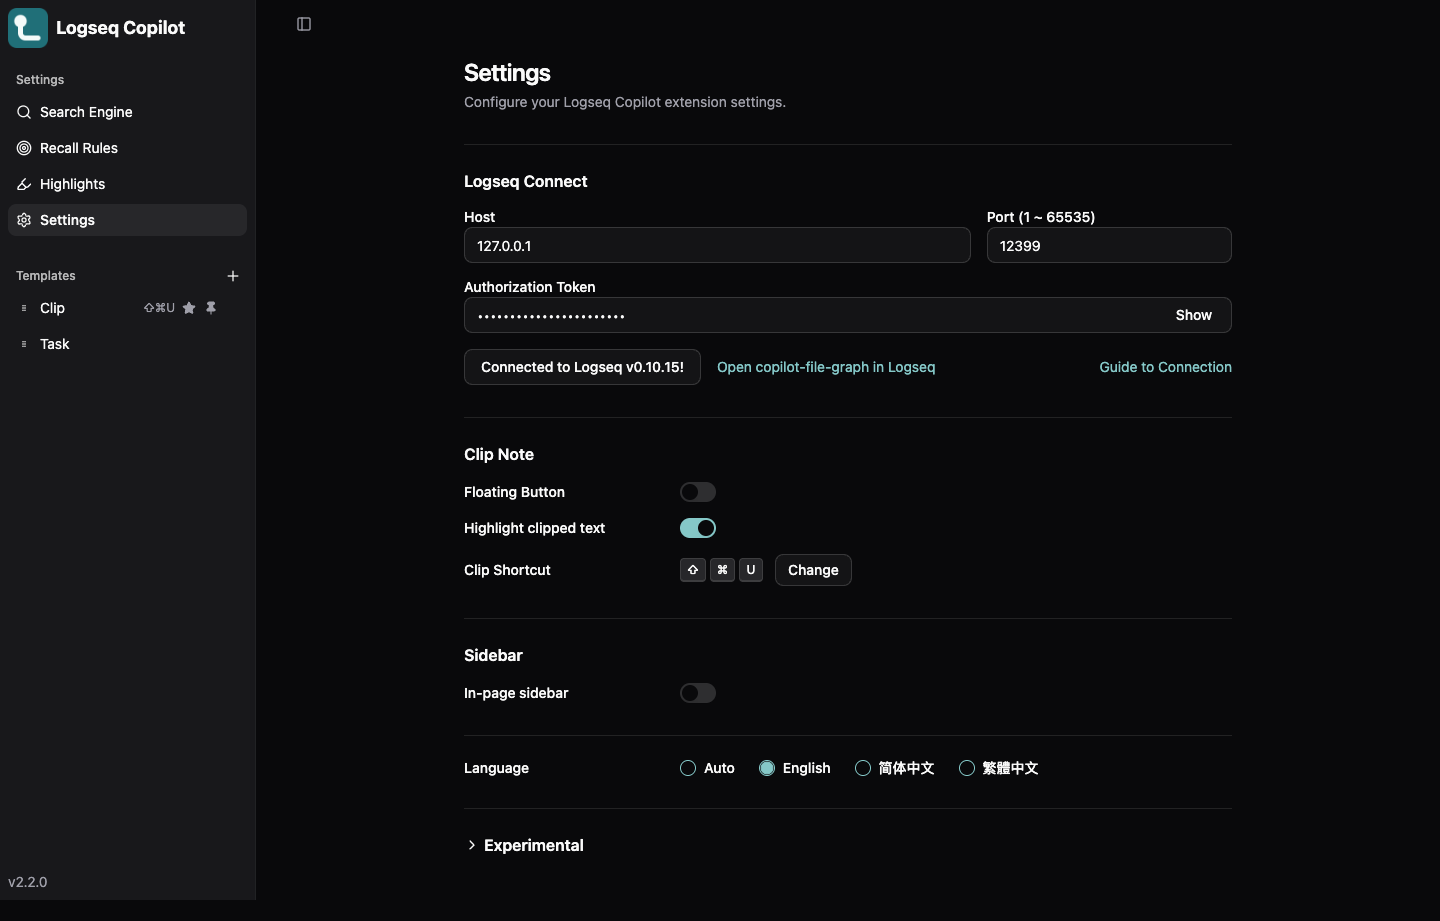 Logseq Copilot
Settings
Search Engine
Recall Rules
Highlights
Settings
Templates
Clip ⇧⌘U
Task
v2.2.0
Settings
Configure your Logseq Copilot extension settings.
Logseq Connect
Host Port (1 ~ 65535)
127.0.0.1 12399
Authorization Token
••••••••••••••••••••••• Show
Connected to Logseq v0.10.15! Open copilot-file-graph in Logseq Guide to Connection
Clip Note
Floating Button
Highlight clipped text
Clip Shortcut ⇧ ⌘ U Change
Sidebar
In-page sidebar
Language Auto English 简体中文 繁體中文
Experimental